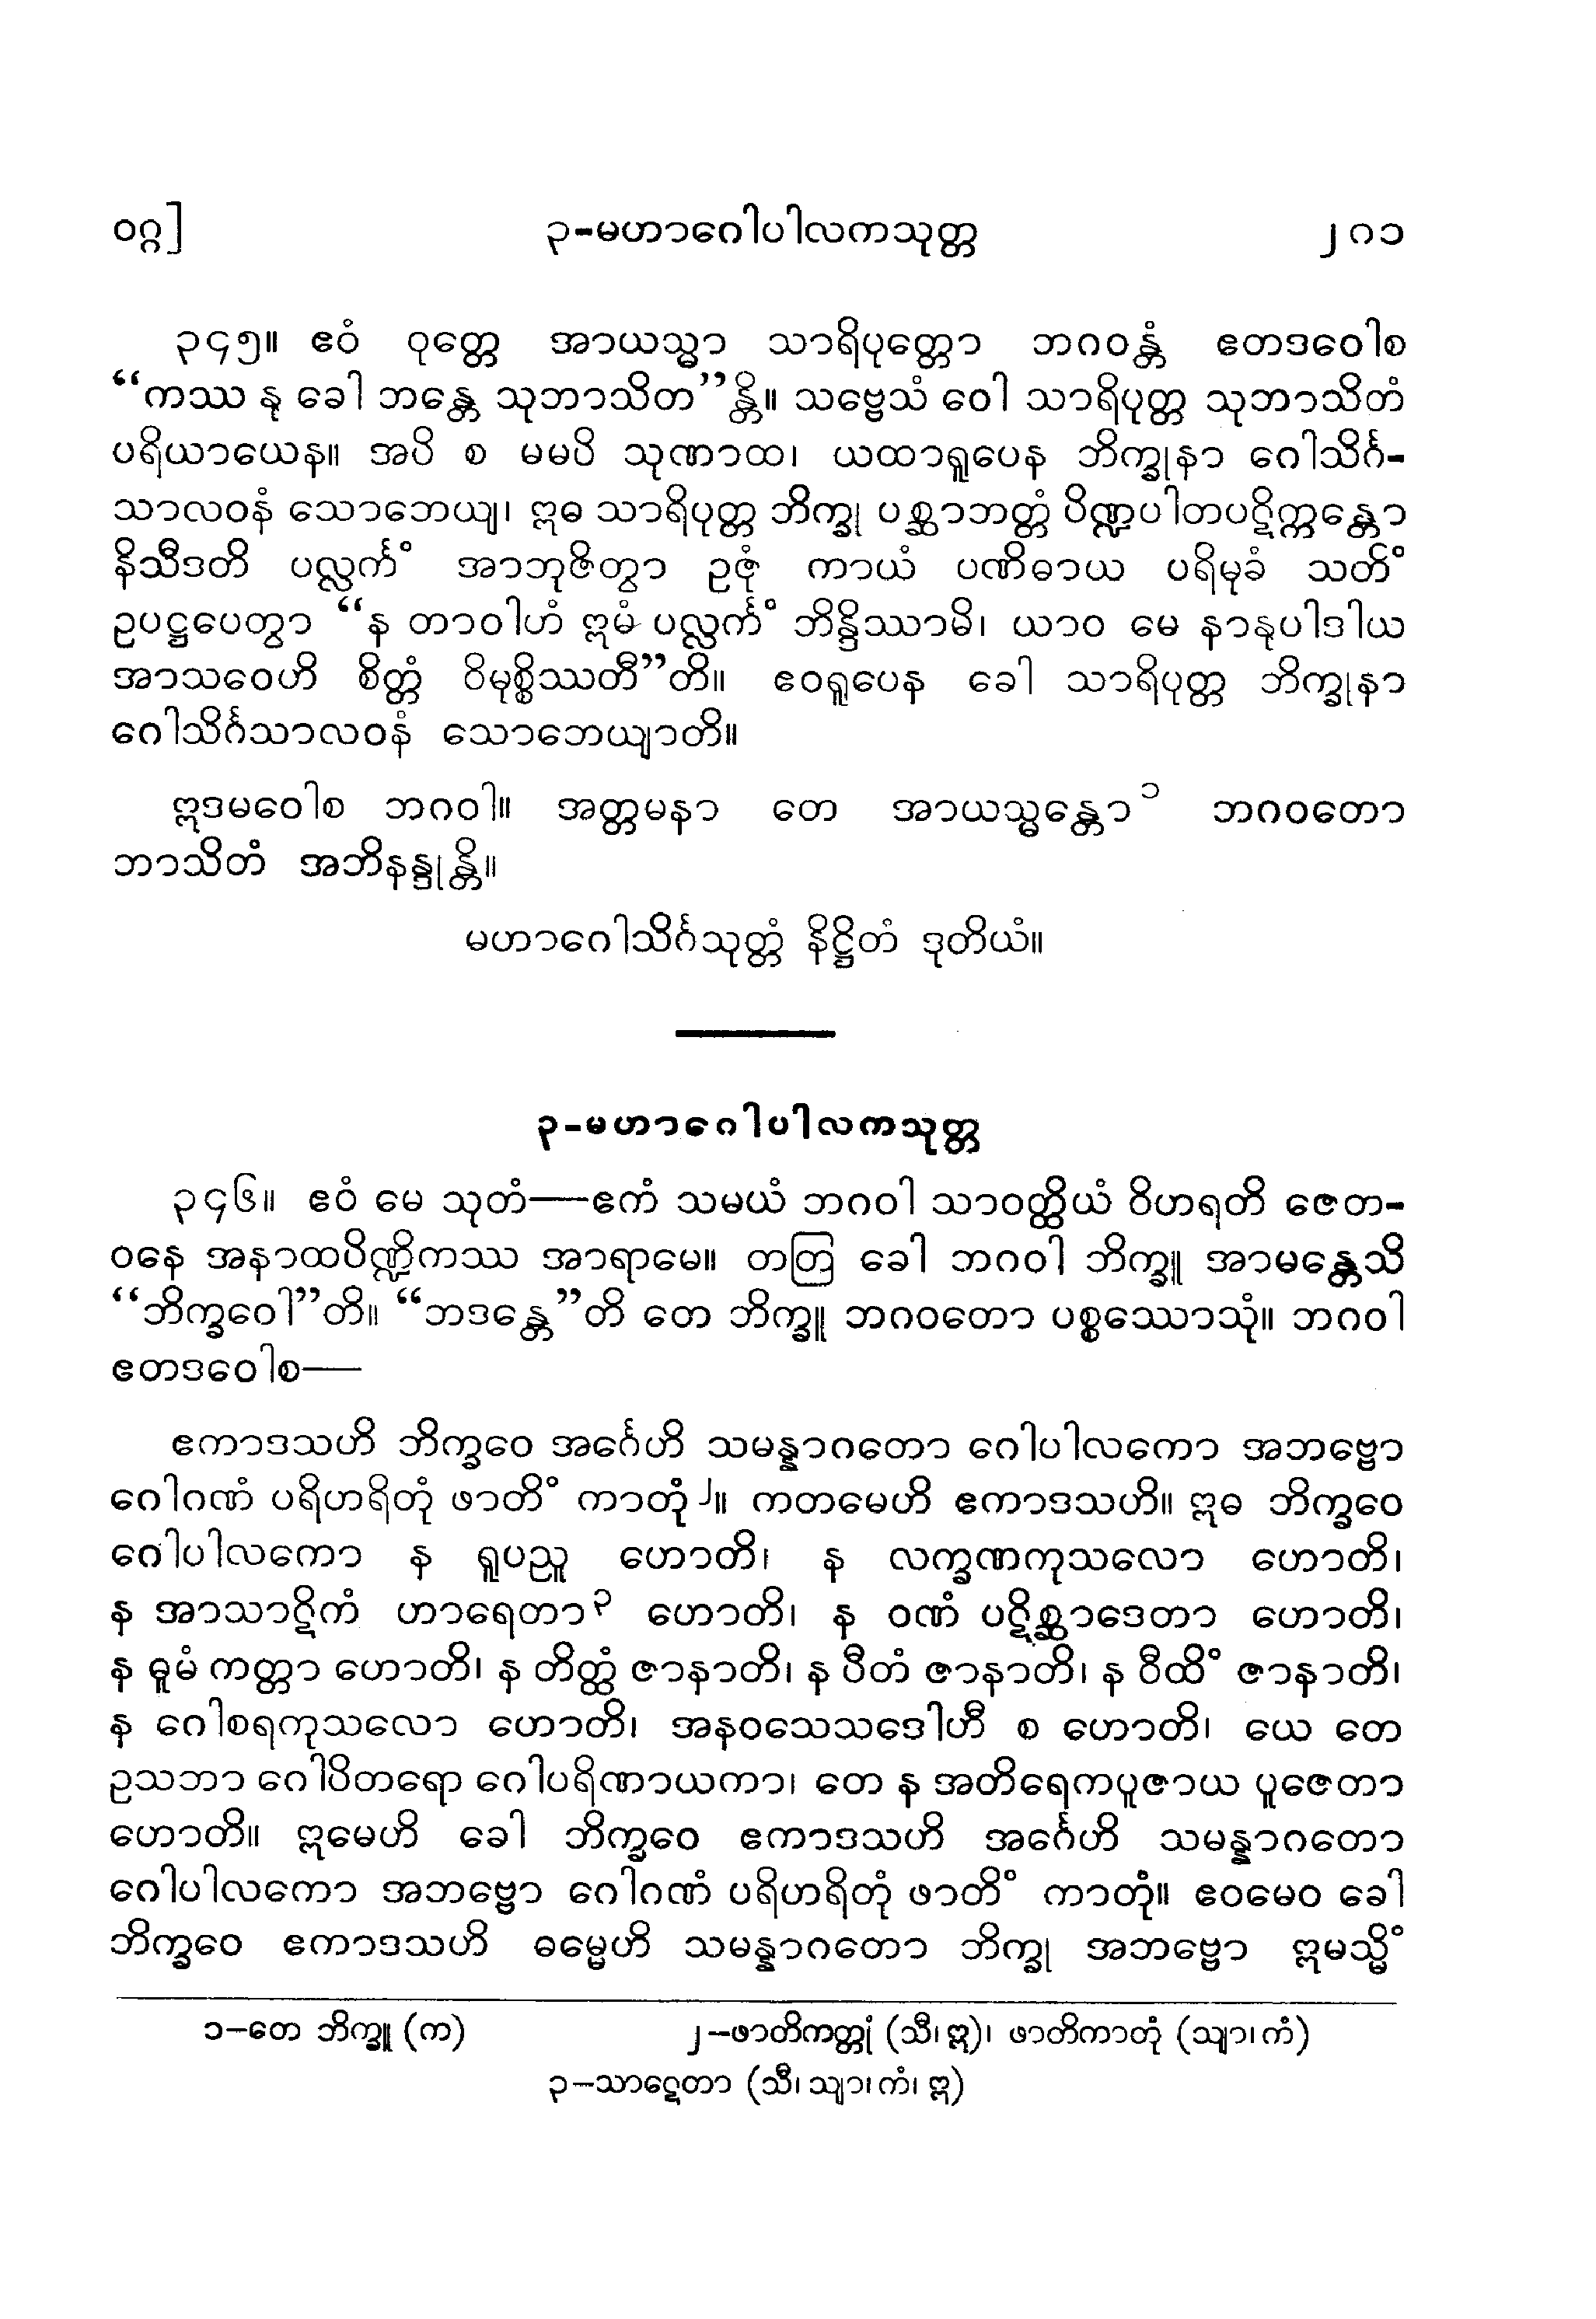 ဝဂ္ဂ] ၃-မဟာဂေါပါလကသုတ္တ ၂၈၁
၃၄၅။ ဧဝံ ဝုတ္တေ အာယသ္မာ သာရိပုတ္တော ဘဂဝန္တံ ဧတဒဝေါစ
“ကဿ နု ခေါ ဘန္တေ သုဘာသိတ”န္တိ။ သဗ္ဗေသံ ဝေါ သာရိပုတ္တ သုဘာသိတံ
ပရိယာယေန။ အပိ စ မမပိ သုဏာထ၊ ယထာရူပေန ဘိက္ခုနာ ဂေါသိင်္ဂ-
သာလဝနံ သောဘေယျ၊ ဣဓ သာရိပုတ္တ ဘိက္ခု ပစ္ဆာဘတ္တံ ပိဏ္ဍပါတပဋိက္ကန္တော
နိသီဒတိ ပလ္လင်္ကံ အာဘုဇိတွာ ဥဇုံ ကာယံ ပဏိဓာယ ပရိမုခံ သတိံ
ဥပဋ္ဌပေတွာ “န တာဝါဟံ ဣမံ ပလ္လင်္ကံ ဘိန္ဒိဿာမိ၊ ယာဝ မေ နာနုပါဒါယ
အာသဝေဟိ စိတ္တံ ဝိမုစ္စိဿတီ”တိ။ ဧဝရူပေန ခေါ သာရိပုတ္တ ဘိက္ခုနာ
ဂေါသိင်္ဂသာလဝနံ သောဘေယျာတိ။
ဣဒမဝေါစ ဘဂဝါ။ အတ္တမနာ တေ အာယသ္မန္တော ၁ ဘဂဝတော
ဘာသိတံ အဘိနန္ဒုန္တိ။
မဟာဂေါသိင်္ဂသုတ္တံ နိဋ္ဌိတံ ဒုတိယံ။
၃-မဟာဂေါပါလကသုတ္တ
၃၄၆။ ဧဝံ မေ သုတံ—ဧကံ သမယံ ဘဂဝါ သာဝတ္ထိယံ ဝိဟရတိ ဇေတ-
ဝနေ အနာထပိဏ္ဍိကဿ အာရာမေ။ တတြ ခေါ ဘဂဝါ ဘိက္ခူ အာမန္တေသိ
“ဘိက္ခဝေါ”တိ။ “ဘဒန္တေ”တိ တေ ဘိက္ခူ ဘဂဝတော ပစ္စဿောသုံ။ ဘဂဝါ
ဧတဒဝေါစ—
ဧကာဒသဟိ ဘိက္ခဝေ အင်္ဂေဟိ သမန္နာဂတော ဂေါပါလကော အဘဗ္ဗော
ဂေါဂဏံ ပရိဟရိတုံ ဖာတိံ ကာတုံ ၂။ ကတမေဟိ ဧကာဒသဟိ။ ဣဓ ဘိက္ခဝေ
ဂေါပါလကော န ရူပညူ ဟောတိ၊ န လက္ခဏကုသလော ဟောတိ၊
န အာသာဋိကံ ဟာရေတာ ၃ ဟောတိ၊ န ဝဏံ ပဋိစ္ဆာဒေတာ ဟောတိ၊
န ဓူမံ ကတ္တာ ဟောတိ၊ န တိတ္ထံ ဇာနာတိ၊ န ပီတံ ဇာနာတိ၊ န ဝီထိံ ဇာနာတိ၊
န ဂေါစရကုသလော ဟောတိ၊ အနဝသေသဒေါဟီ စ ဟောတိ၊ ယေ တေ
ဥသဘာ ဂေါပိတရော ဂေါပရိဏာယကာ၊ တေ န အတိရေကပူဇာယ ပူဇေတာ
ဟောတိ။ ဣမေဟိ ခေါ ဘိက္ခဝေ ဧကာဒသဟိ အင်္ဂေဟိ သမန္နာဂတော
ဂေါပါလကော အဘဗ္ဗော ဂေါဂဏံ ပရိဟရိတုံ ဖာတိံ ကာတုံ။ ဧဝမေဝ ခေါ
ဘိက္ခဝေ ဧကာဒသဟိ ဓမ္မေဟိ သမန္နာဂတော ဘိက္ခု အဘဗ္ဗော ဣမသ္မိံ
၁–တေ ဘိက္ခူ (က) ၂–ဖာတိကတ္တုံ (သီ၊ ဣ)၊ ဖာတိကာတုံ (သျာ၊ ကံ)
၃–သာဋေတာ (သီ၊ သျာ၊ ကံ၊ ဣ)